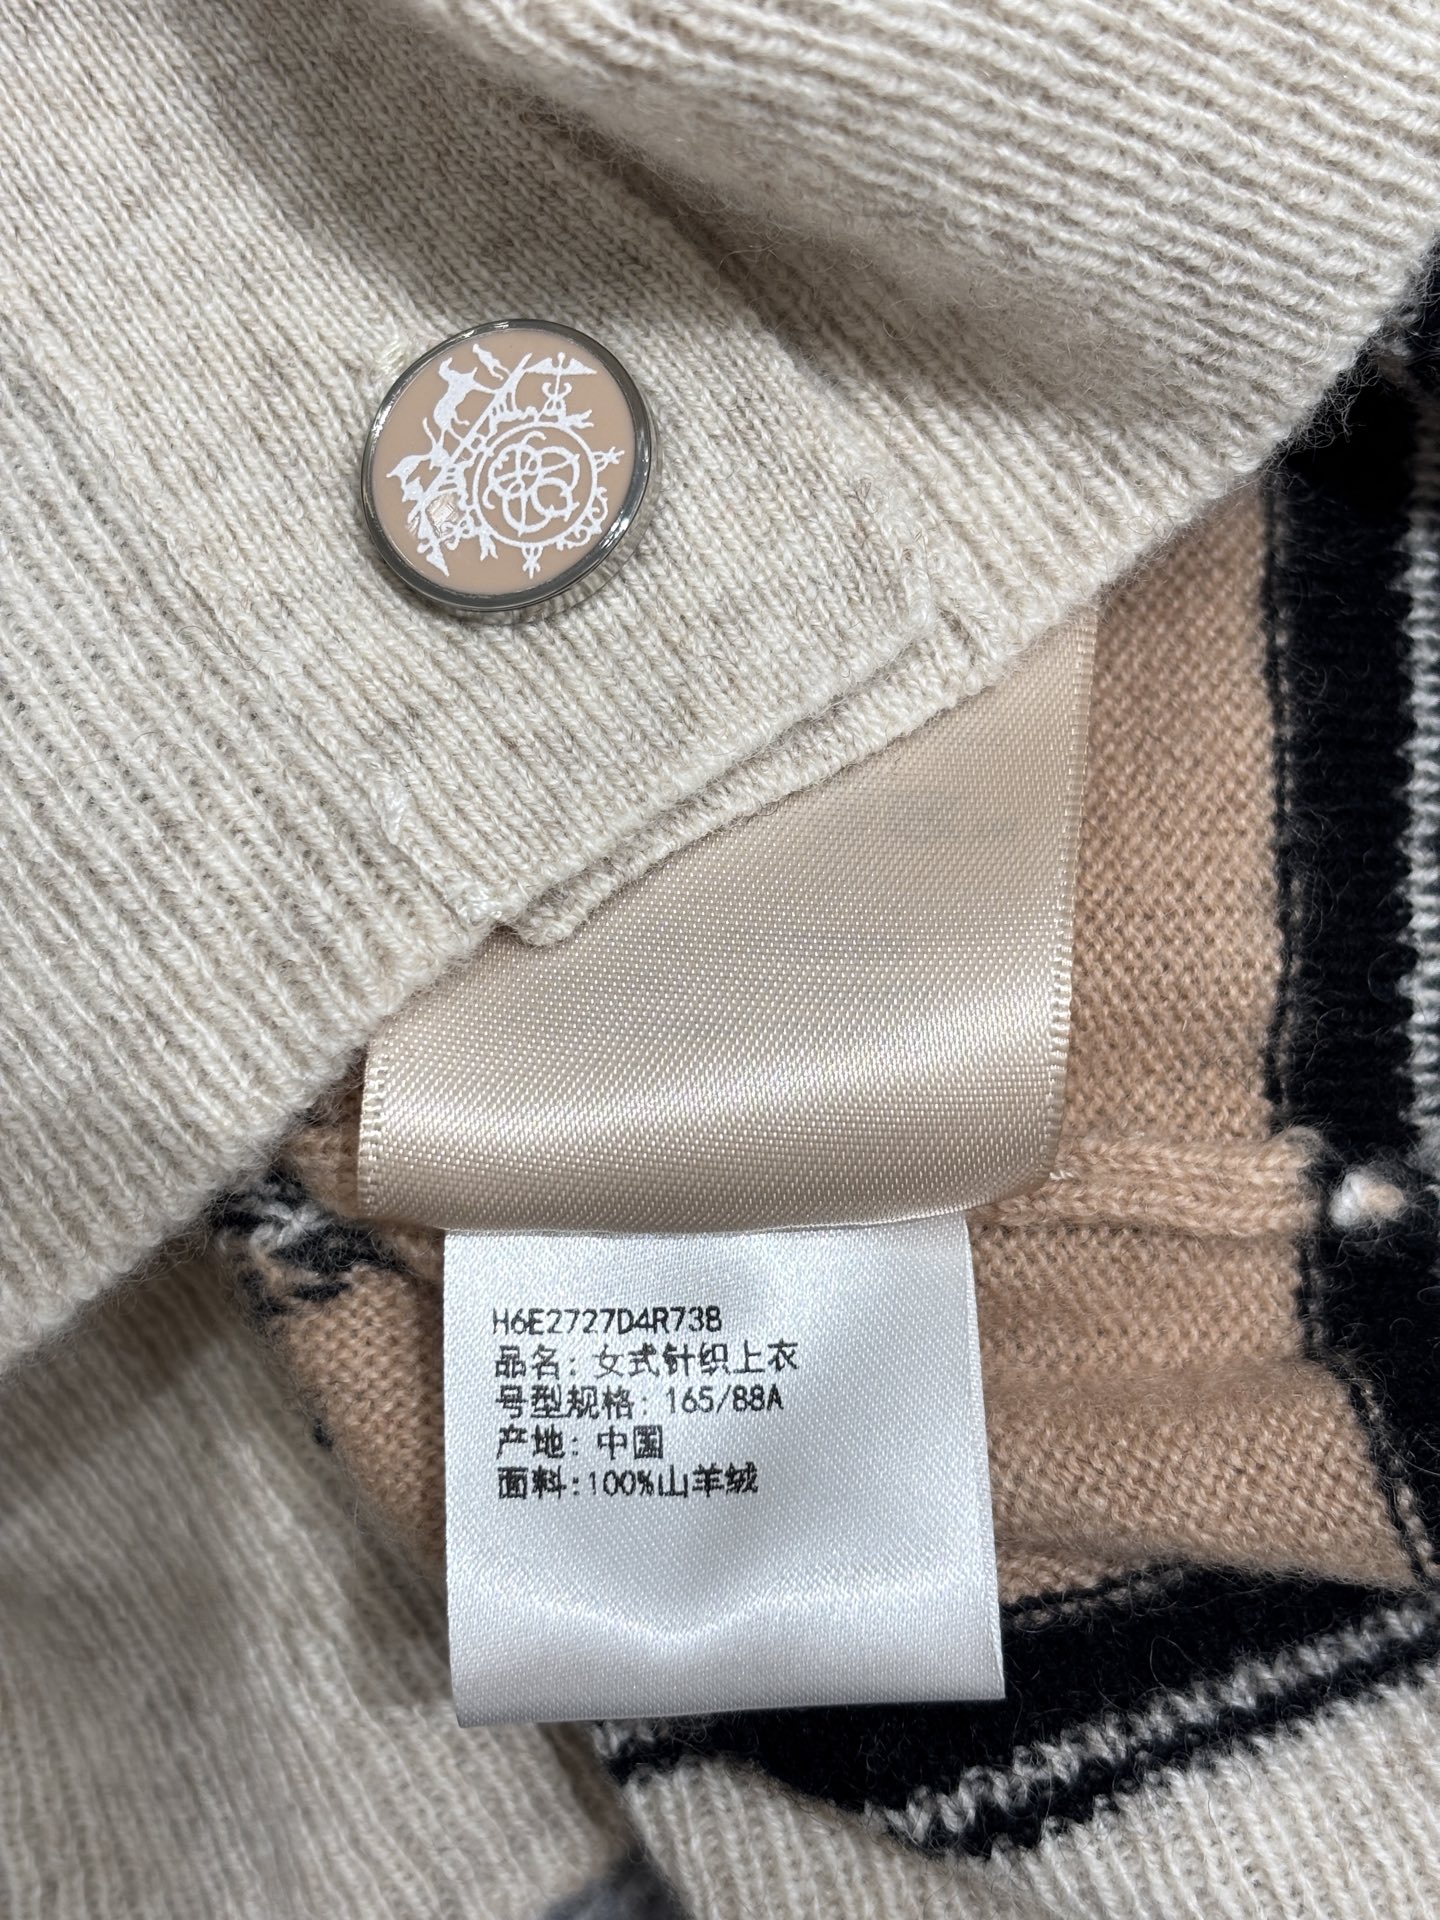 H6E2727D4R738
品名: 女式针织上衣
号型规格: 165/88A
产地: 中国
面料:100%山羊绒